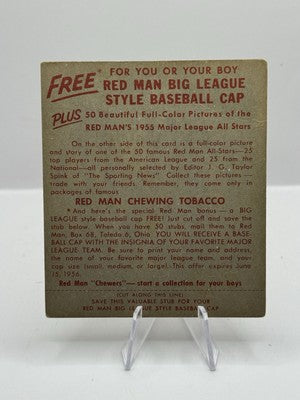 FREE* FOR YOU OR YOUR BOY
RED MAN BIG LEAGUE
STYLE BASEBALL CAP
PLUS 50 Beautiful Full-Color Pictures of the
RED MAN'S 1955 Major League All Stars
On the other side of this card is a full-color picture
and story of one of the 50 famous Red Man All-Stars—25
top players from the American League and 25 from the
National—all personally selected by Editor J. G. Taylor
Spink of "The Sporting News". Collect these pictures —
trade with your friends. Remember, they come only in
packages of famous
RED MAN CHEWING TOBACCO
*And here's the special Red Man bonus — a BIG
LEAGUE style baseball cap FREE! Just cut off and save the
stub below. When you have 50 stubs, mail them to Red
Man, Box 68, Toledo 6, Ohio. YOU WILL RECEIVE A BASE-
BALL CAP WITH THE INSIGNIA OF YOUR FAVORITE MAJOR
LEAGUE TEAM. Be sure to print your name and address,
name of your favorite major league team, and your
cap size (small, medium, or large). This offer expires June
15, 1956.
Red Man "Chewers" — start a collection for your boys
(CUT ALONG THIS LINE)
SAVE THIS VALUABLE STUB FOR YOUR
RED MAN BIG LEAGUE STYLE BASEBALL CAP